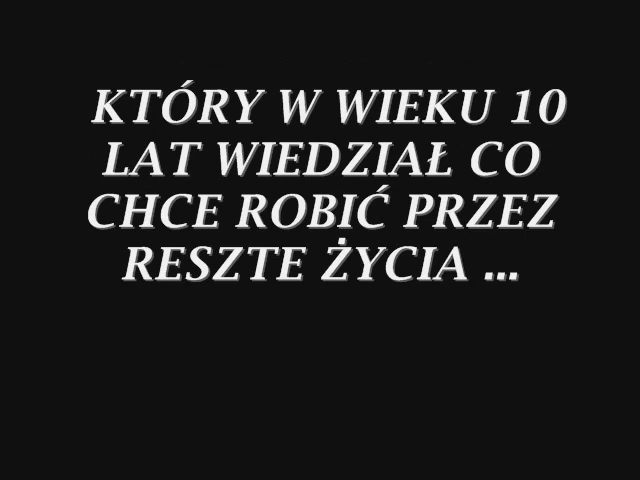 KTÓRY W WIEKU 10
LAT WIEDZIAŁ CO
CHCE ROBIĆ PRZEZ
RESZTE ŻYCIA ...